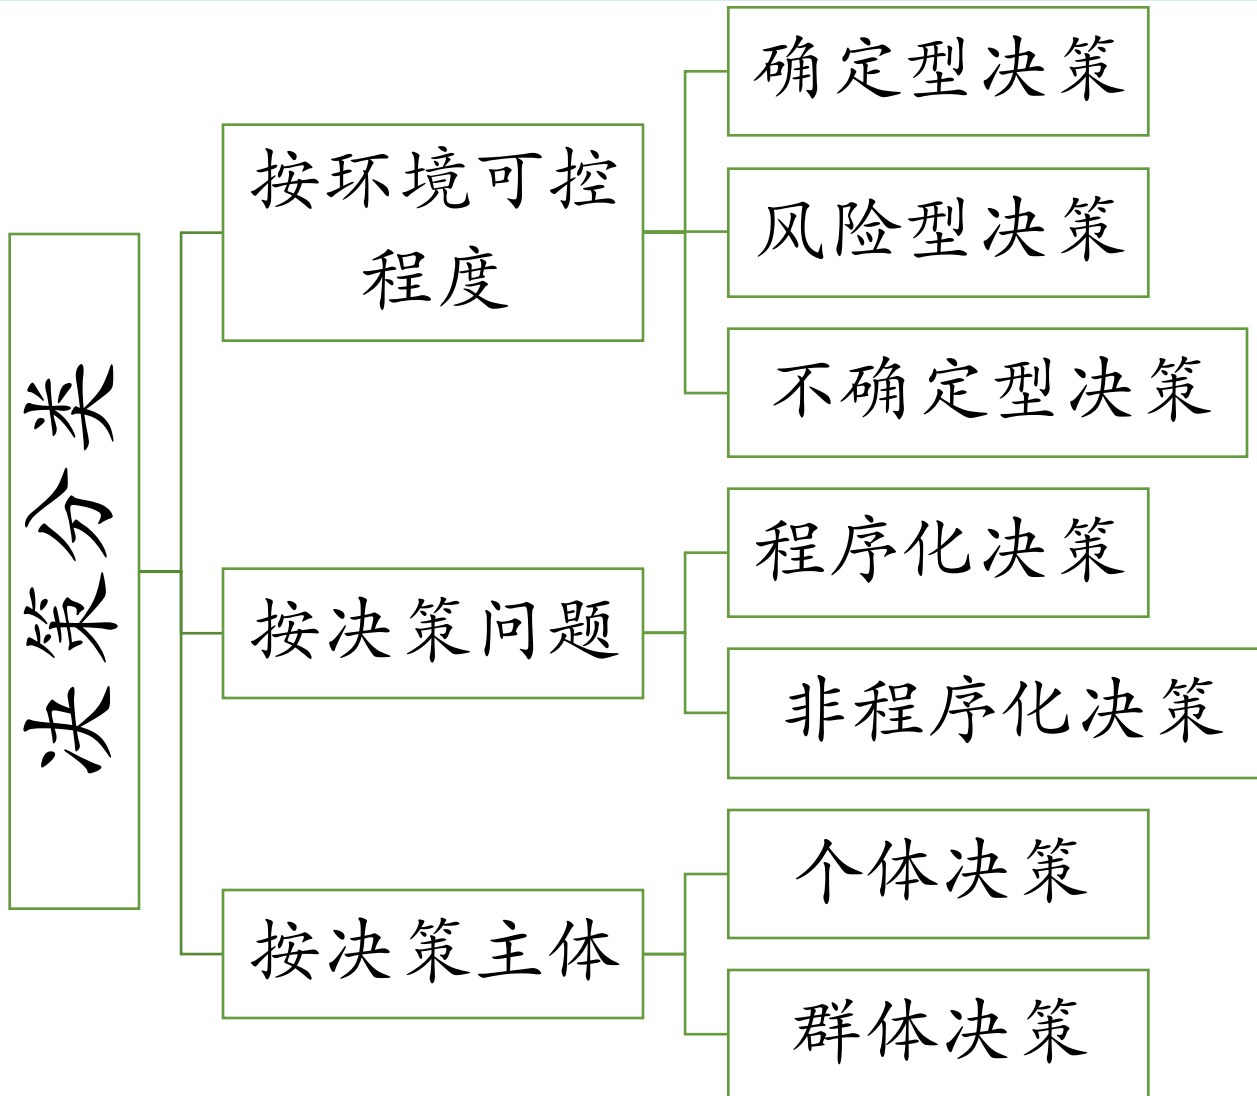 决策分类
按环境可控
程度
确定型决策
风险型决策
不确定型决策
按决策问题
程序化决策
非程序化决策
按决策主体
个体决策
群体决策